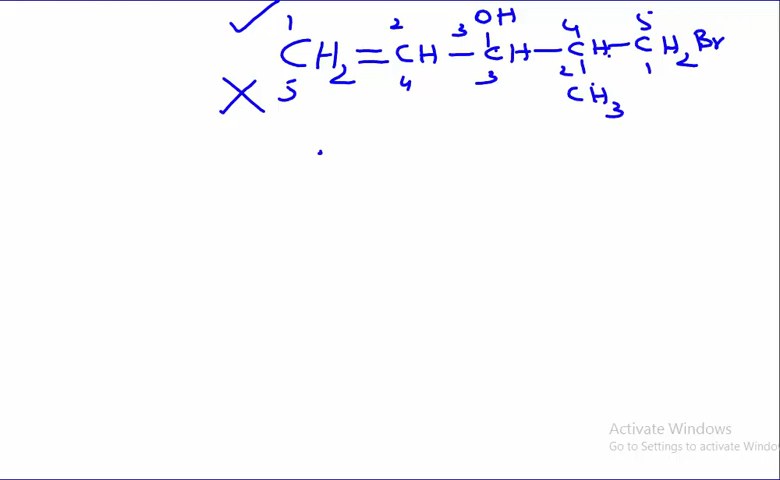 1 2 3 OH 4 5
CH2=CH-CH-CH-CH2Br
5 4 3 2 CH3 1
Activate Windows
Go to Settings to activate Windo